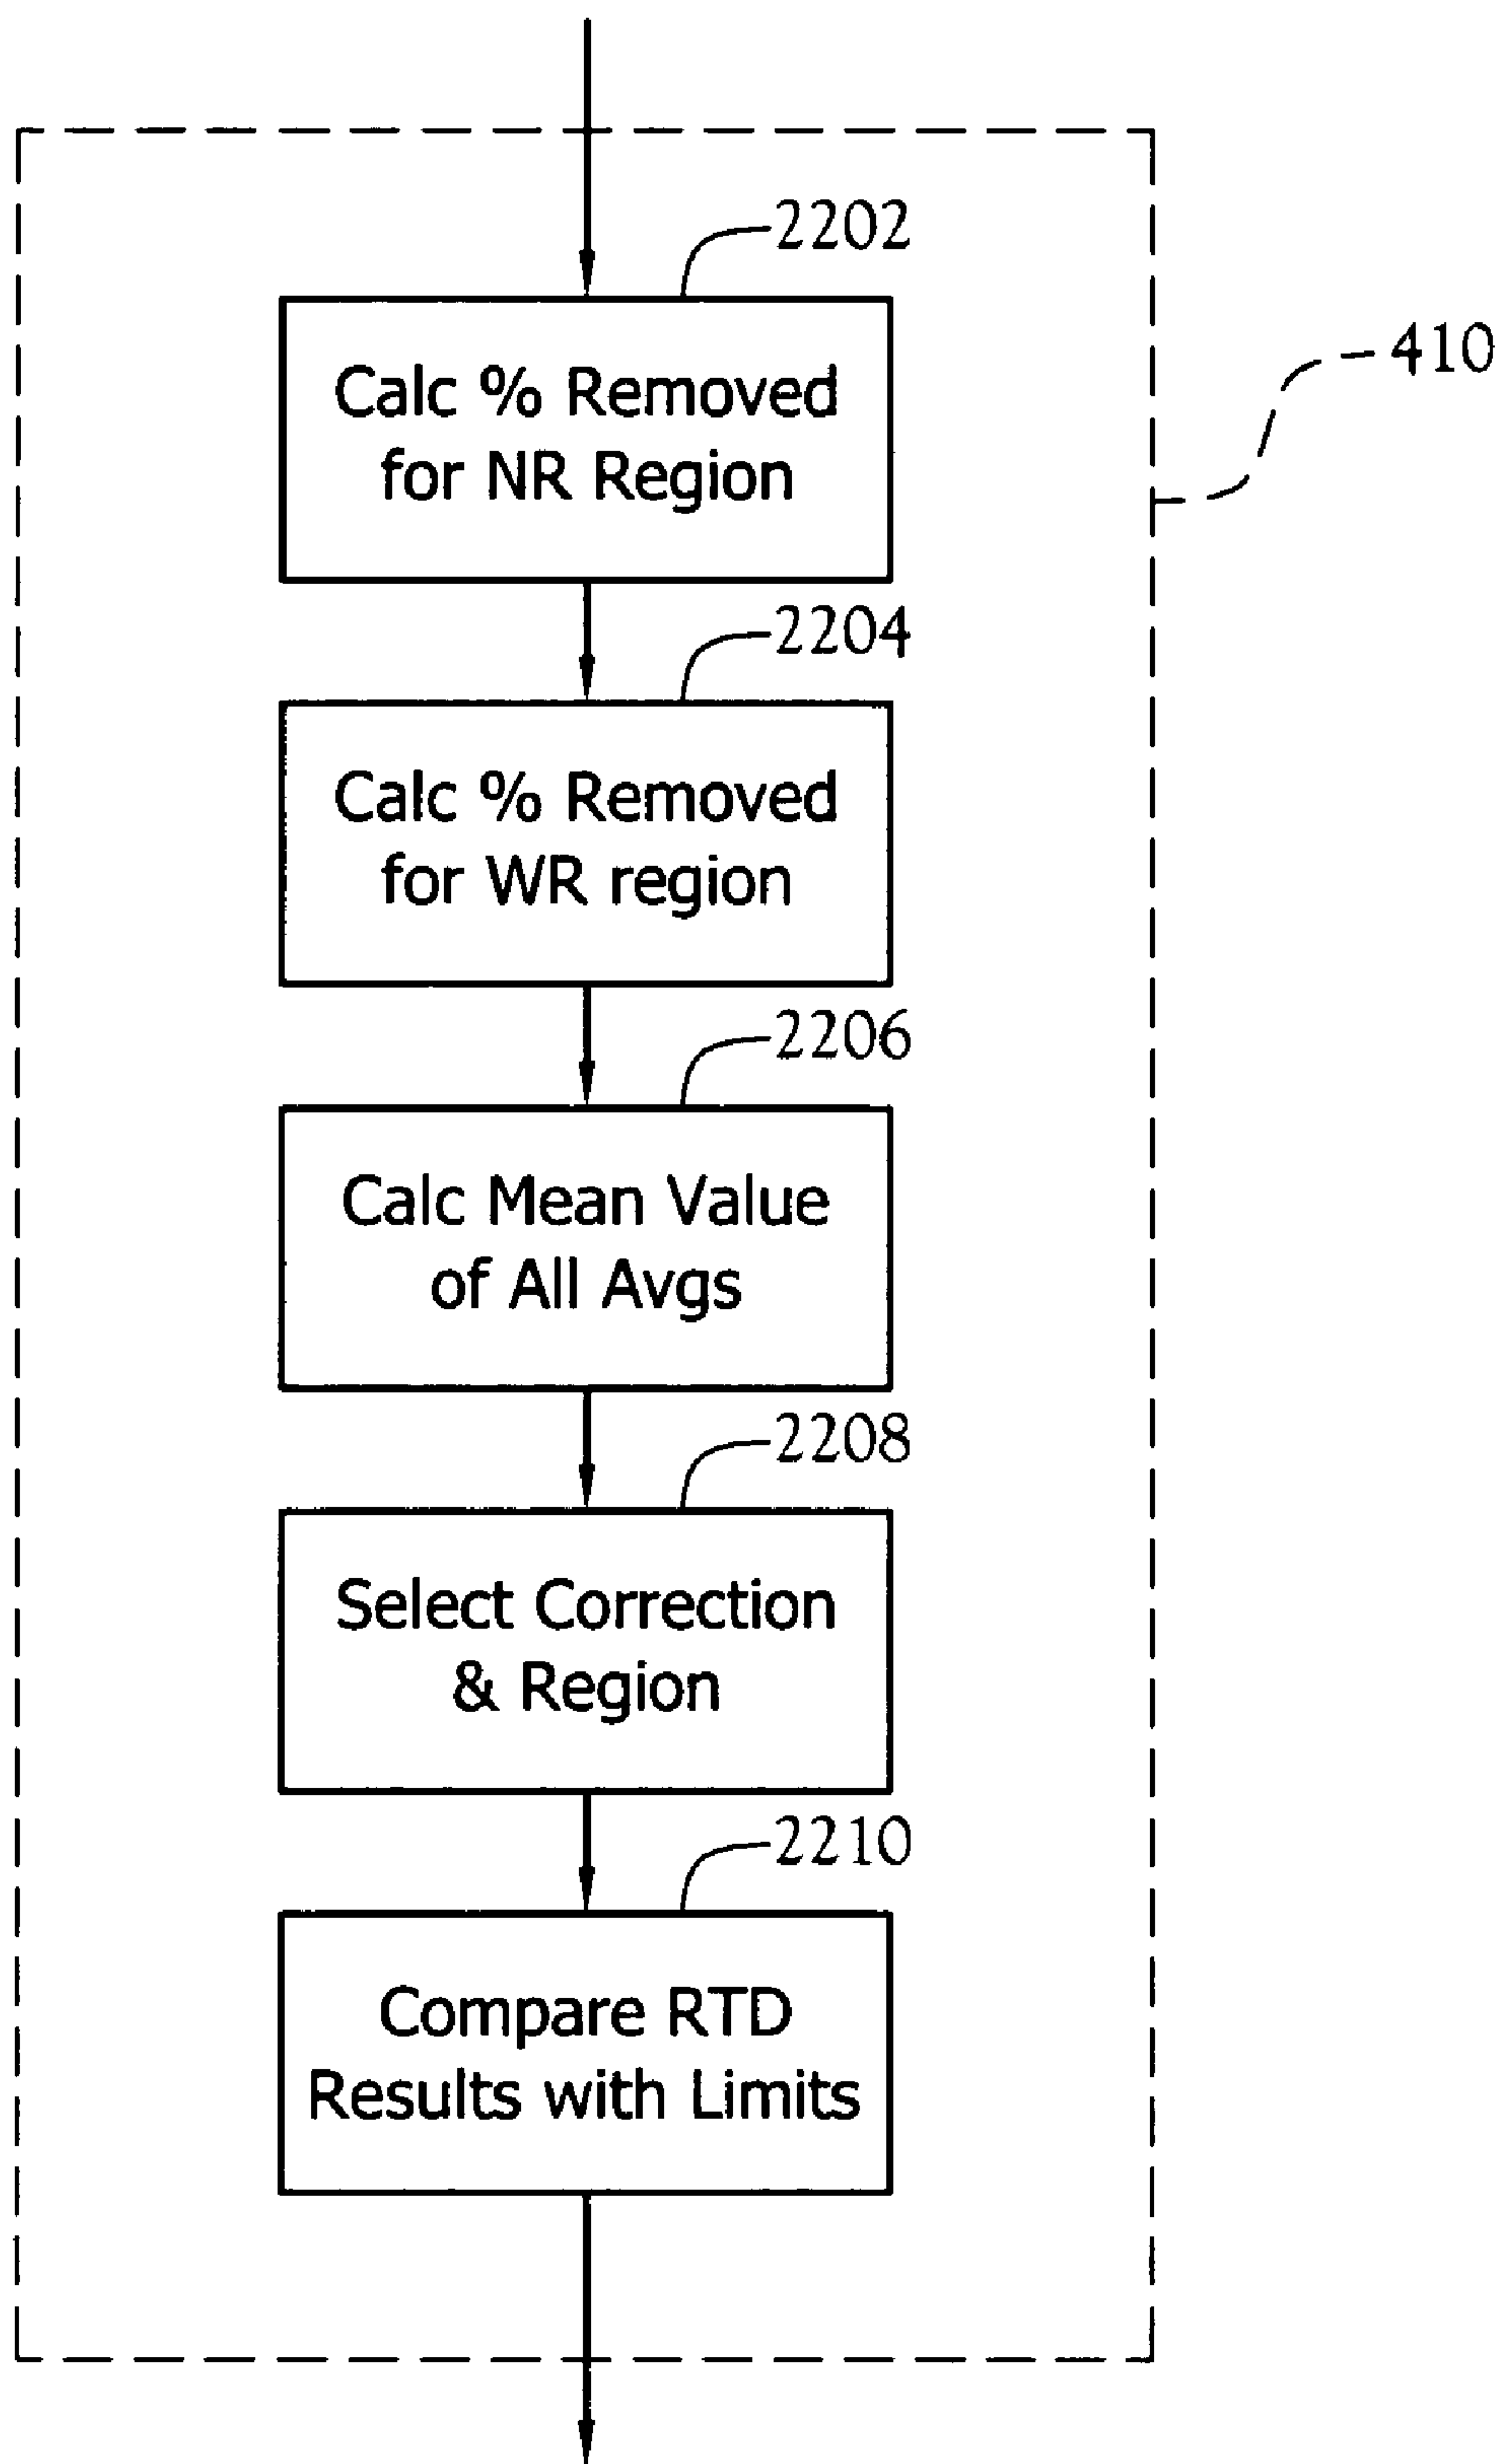 2202
Calc % Removed
for NR Region
410
2204
Calc % Removed
for WR region
2206
Calc Mean Value
of All Avgs
2208
Select Correction
& Region
2210
Compare RTD
Results with Limits